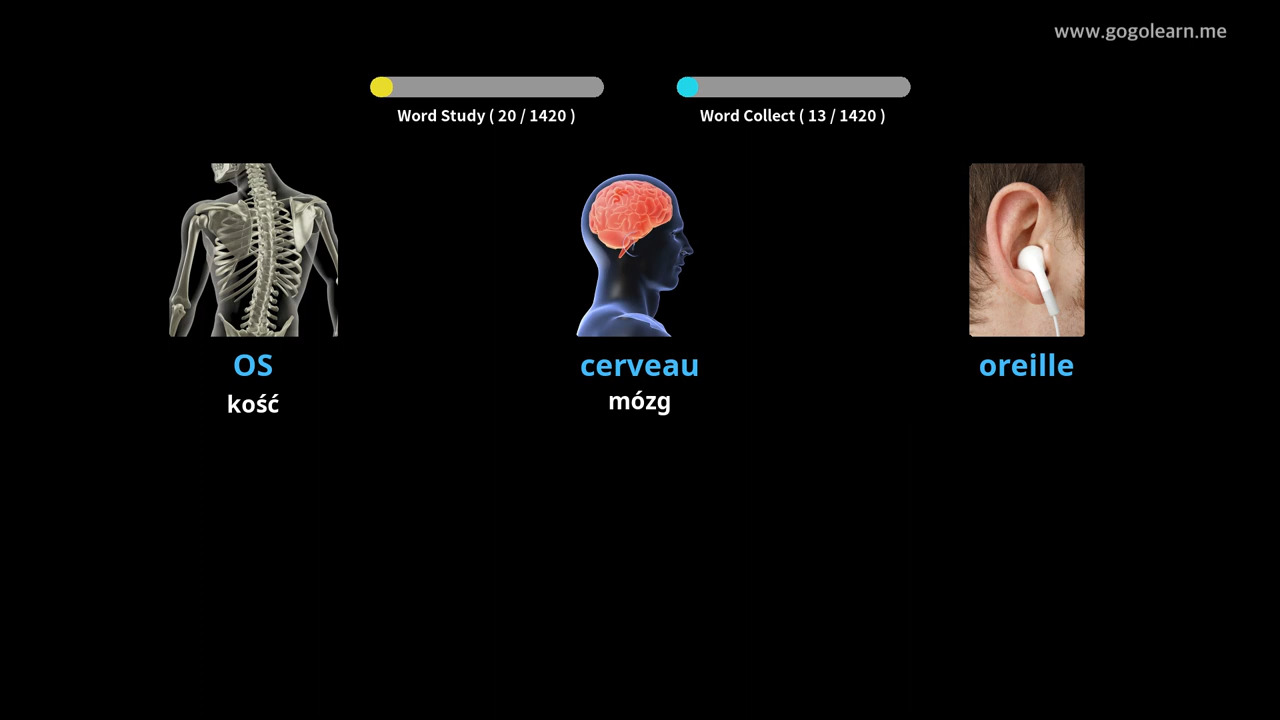 www.gogolearn.me
Word Study ( 20 / 1420 )
Word Collect ( 13 / 1420 )
os
cerveau
oreille
kość
mózg